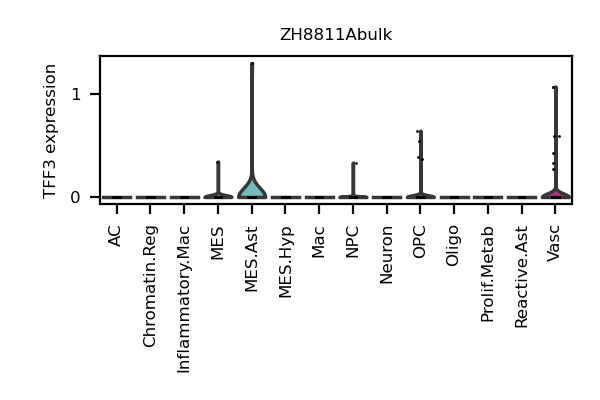 ZH8811Abulk
TFF3 expression
1
0
AC
Chromatin.Reg
Inflammatory.Mac
MES
MES.Ast
MES.Hyp
Mac
NPC
Neuron
OPC
Oligo
Prolif.Metab
Reactive.Ast
Vasc